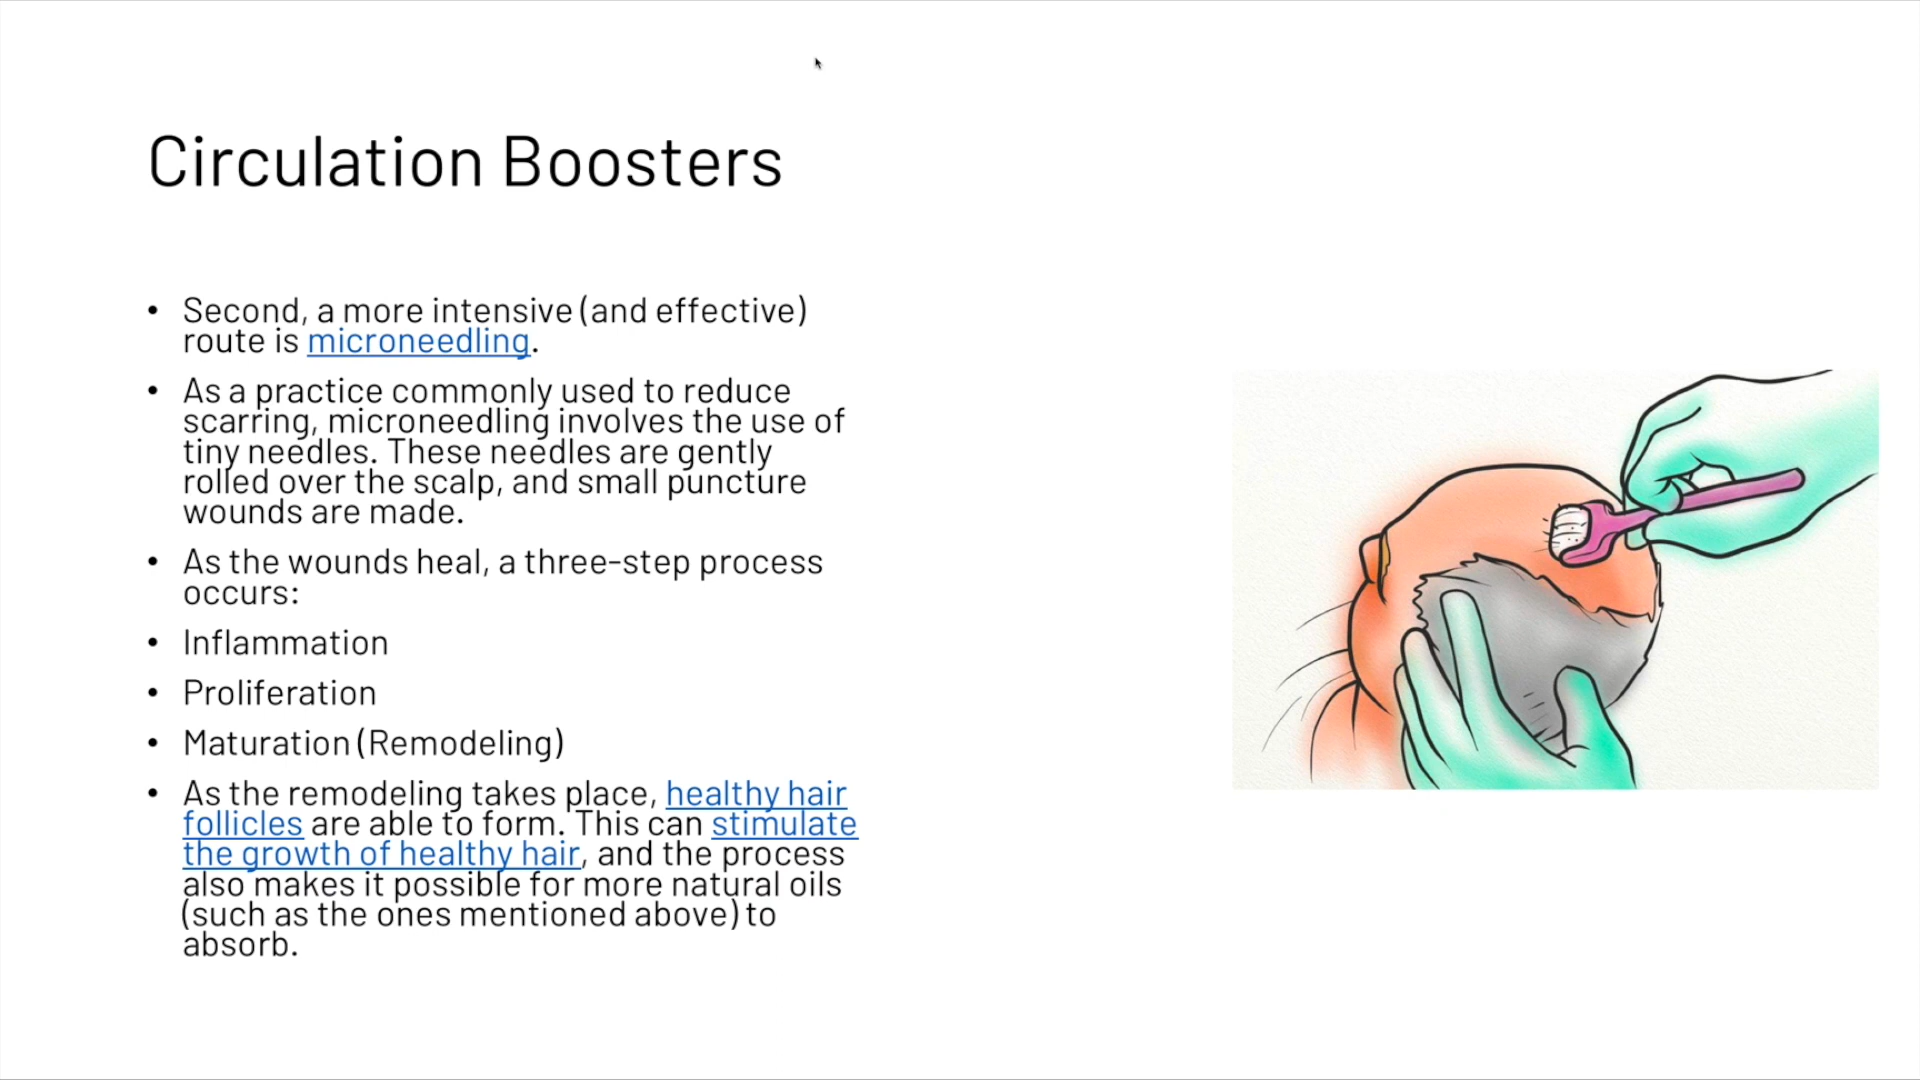 Circulation Boosters
• Second, a more intensive (and effective)
route is microneedling.
• As a practice commonly used to reduce
scarring, microneedling involves the use of
tiny needles. These needles are gently
rolled over the scalp, and small puncture
wounds are made.
• As the wounds heal, a three-step process
occurs:
• Inflammation
• Proliferation
• Maturation (Remodeling)
• As the remodeling takes place, healthy hair
follicles are able to form. This can stimulate
the growth of healthy hair, and the process
also makes it possible for more natural oils
(such as the ones mentioned above) to
absorb.